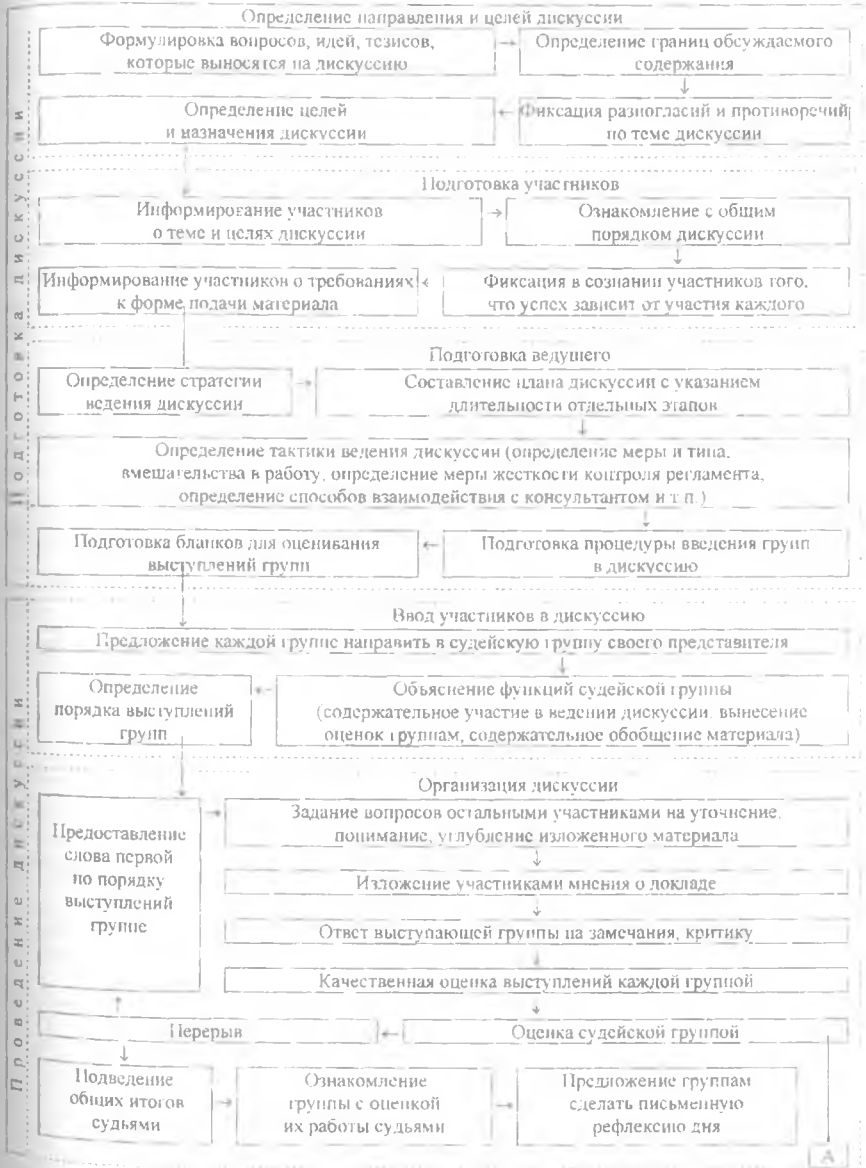 Определение направления и целей дискуссии
Формулировка вопросов, идей, тезисов,
которые выносятся на дискуссию
Определение границ обсуждаемого
содержания
Определение целей
и назначения дискуссии
Фиксация разногласий и противоречий
по теме дискуссии
Подготовка участников
Информирование участников
о теме и целях дискуссии
Ознакомление с общим
порядком дискуссии
Информирование участников о требованиях
к форме подачи материала
Фиксация в сознании участников того,
что успех зависит от участия каждого
Подготовка ведущего
Определение стратегии
ведения дискуссии
Составление плана дискуссии с указанием
длительности отдельных этапов
Определение тактики ведения дискуссии (определение меры и типа
вмешательства в работу, определение меры жесткости контроля регламента,
определение способов взаимодействия с консультантом и т.п.)
Подготовка бланков для оценивания
выступлений групп
Подготовка процедуры введения групп
в дискуссию
Подготовка дискуссии
Ввод участников в дискуссию
Предложение каждой группе направить в судейскую группу своего представителя
Определение
порядка выступлений
групп
Объяснение функций судейской группы
(содержательное участие в ведении дискуссии, вынесение
оценок группам, содержательное обобщение материала)
Организация дискуссии
Предоставление
слова первой
по порядку
выступлений
группе
Задание вопросов остальными участниками на уточнение,
понимание, углубление изложенного материала
Изложение участниками мнения о докладе
Ответ выступающей группы на замечания, критику
Качественная оценка выступлений каждой группой
Перерыв
Оценка судейской группой
Подведение
общих итогов
судьями
Ознакомление
группы с оценкой
их работы судьями
Предложение группам
сделать письменную
рефлексию дня
Проведение дискуссии
А